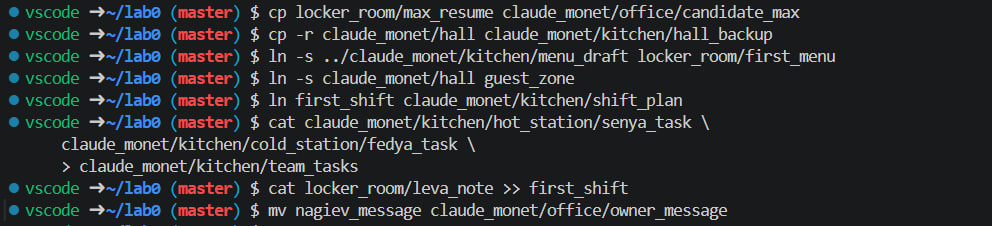 vscode ➜~/lab0 (master) $ cp locker_room/max_resume claude_monet/office/candidate_max
vscode ➜~/lab0 (master) $ cp -r claude_monet/hall claude_monet/kitchen/hall_backup
vscode ➜~/lab0 (master) $ ln -s ../claude_monet/kitchen/menu_draft locker_room/first_menu
vscode ➜~/lab0 (master) $ ln -s claude_monet/hall guest_zone
vscode ➜~/lab0 (master) $ ln first_shift claude_monet/kitchen/shift_plan
vscode ➜~/lab0 (master) $ cat claude_monet/kitchen/hot_station/senya_task \
claude_monet/kitchen/cold_station/fedya_task \
> claude_monet/kitchen/team_tasks
vscode ➜~/lab0 (master) $ cat locker_room/leva_note >> first_shift
vscode ➜~/lab0 (master) $ mv nagiev_message claude_monet/office/owner_message